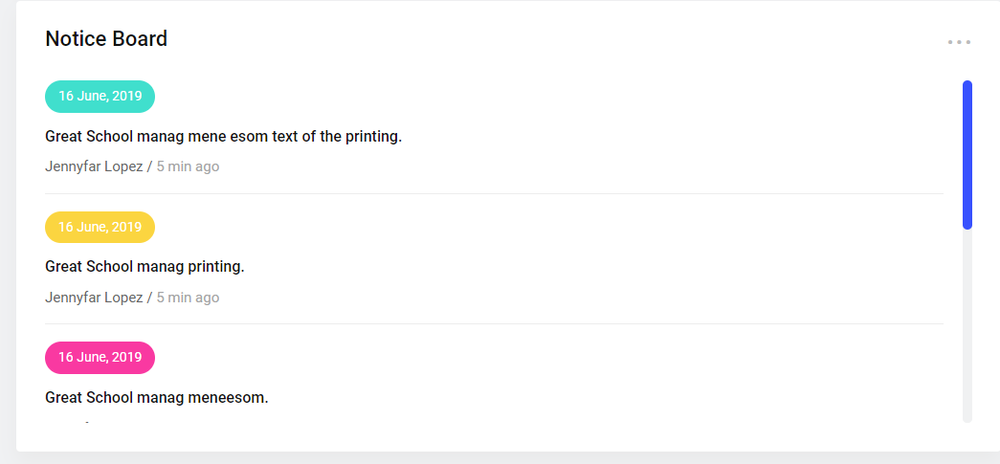 Notice Board
16 June, 2019
Great School manag mene esom text of the printing.
Jennyfar Lopez / 5 min ago
16 June, 2019
Great School manag printing.
Jennyfar Lopez / 5 min ago
16 June, 2019
Great School manag meneesom.